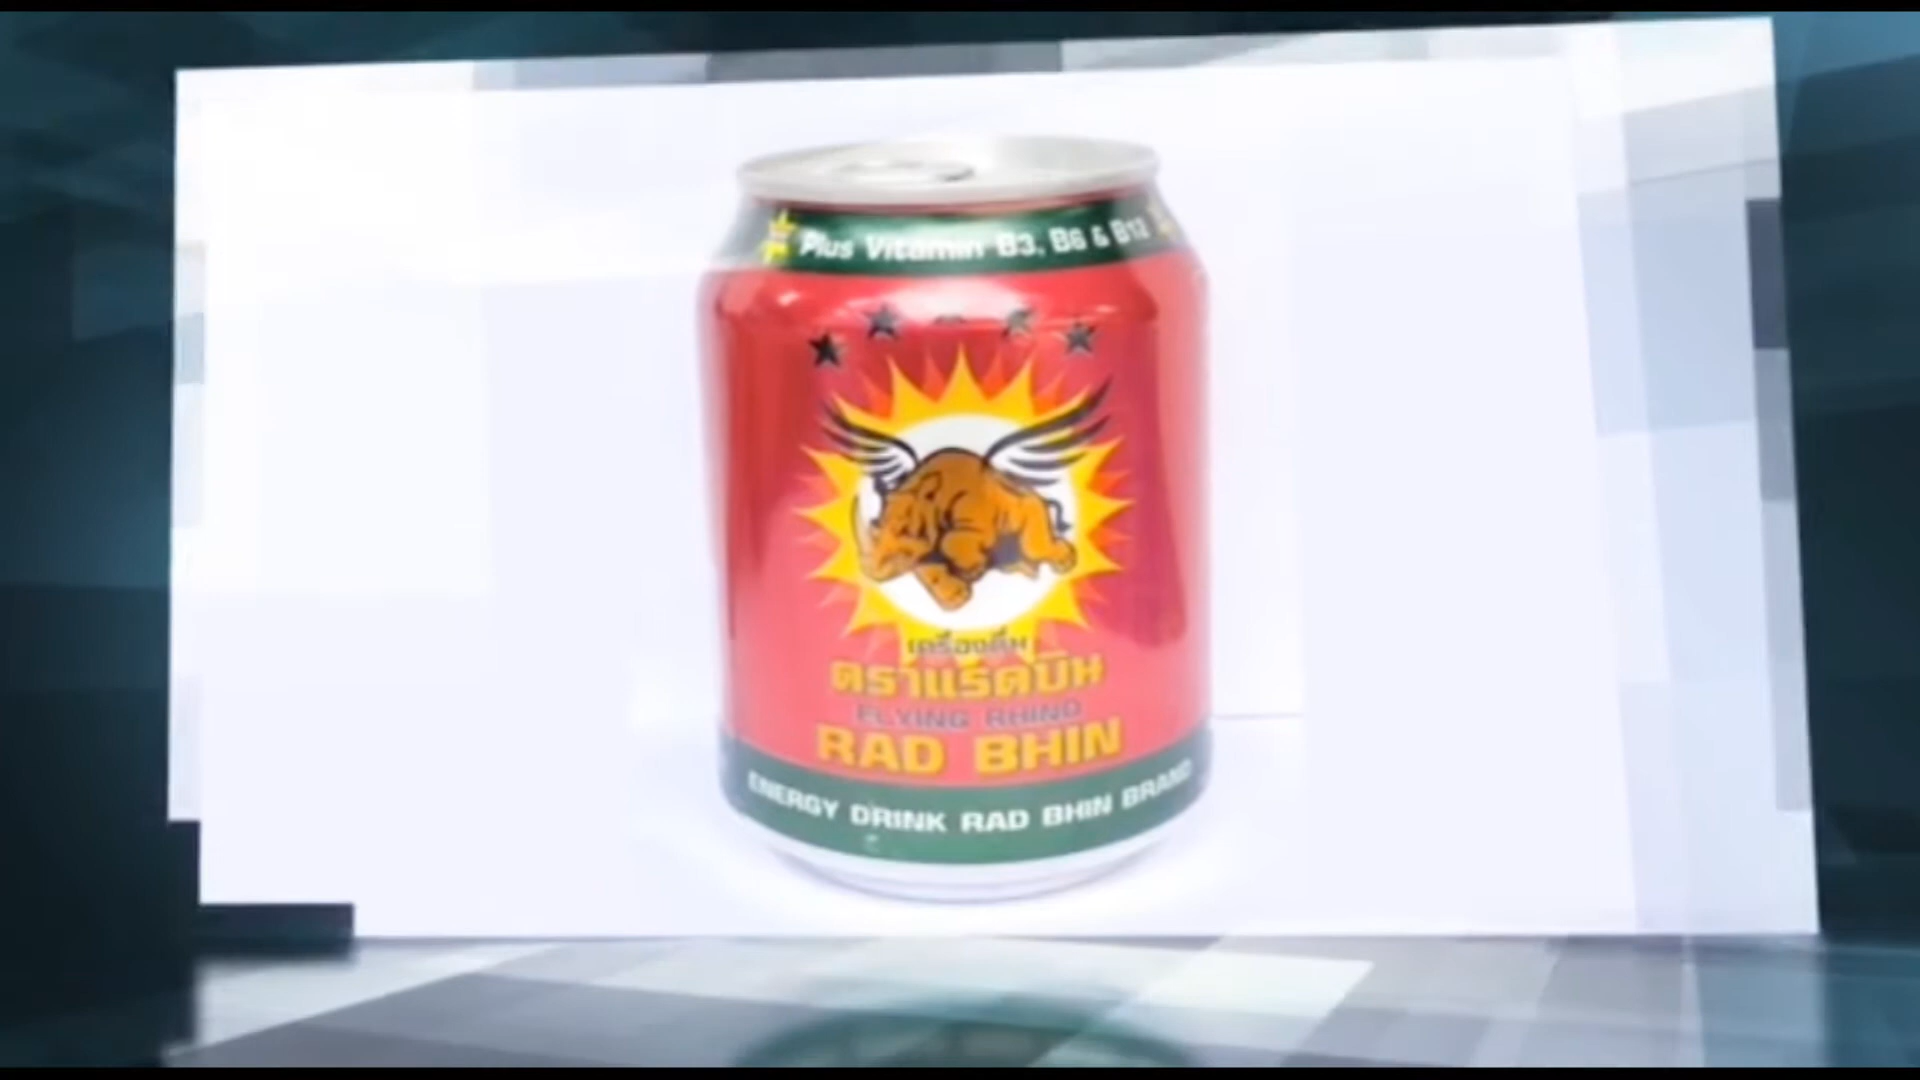 Plus Vitamin B3, B6 & B12
เครื่องดื่ม
ตราแรดบิน
FLYING RHINO
RAD BHIN
ENERGY DRINK RAD BHIN BRAND